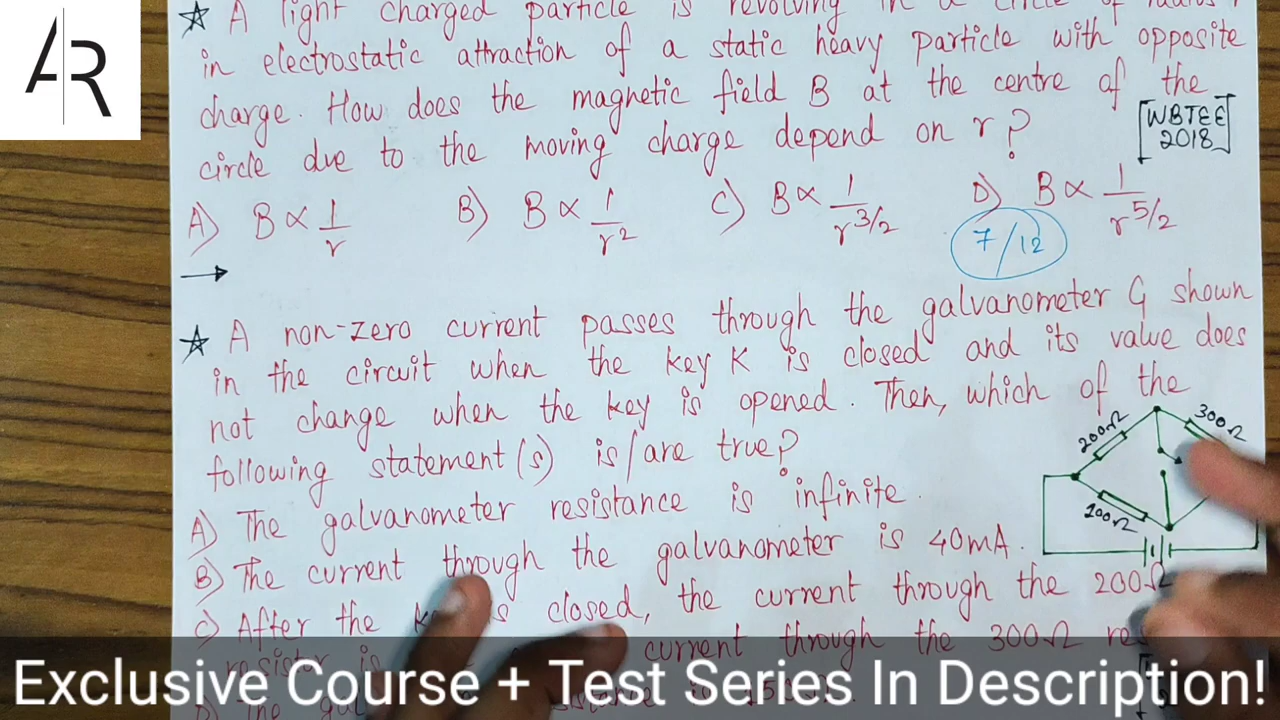 AR
☆ A light charged particle is revolving in a circle of radius r
in electrostatic attraction of a static heavy particle with opposite
charge. How does the magnetic field B at the centre of the
circle due to the moving charge depend on r?
[WBJEE 2018]
A) B ∝ 1/r B) B ∝ 1/r² C) B ∝ 1/r^3/2 D) B ∝ 1/r^5/2
7/12
→
☆ A non-zero current passes through the galvanometer G shown
in the circuit when the key K is closed and its value does
not change when the key is opened. Then, which of the
following statement(s) is/are true?
200Ω 300Ω
100Ω
A) The galvanometer resistance is infinite.
B) The current through the galvanometer is 40mA.
C) After the is closed, the current through the 200Ω
resistor is current through the 300Ω
D) The
Exclusive Course + Test Series In Description!